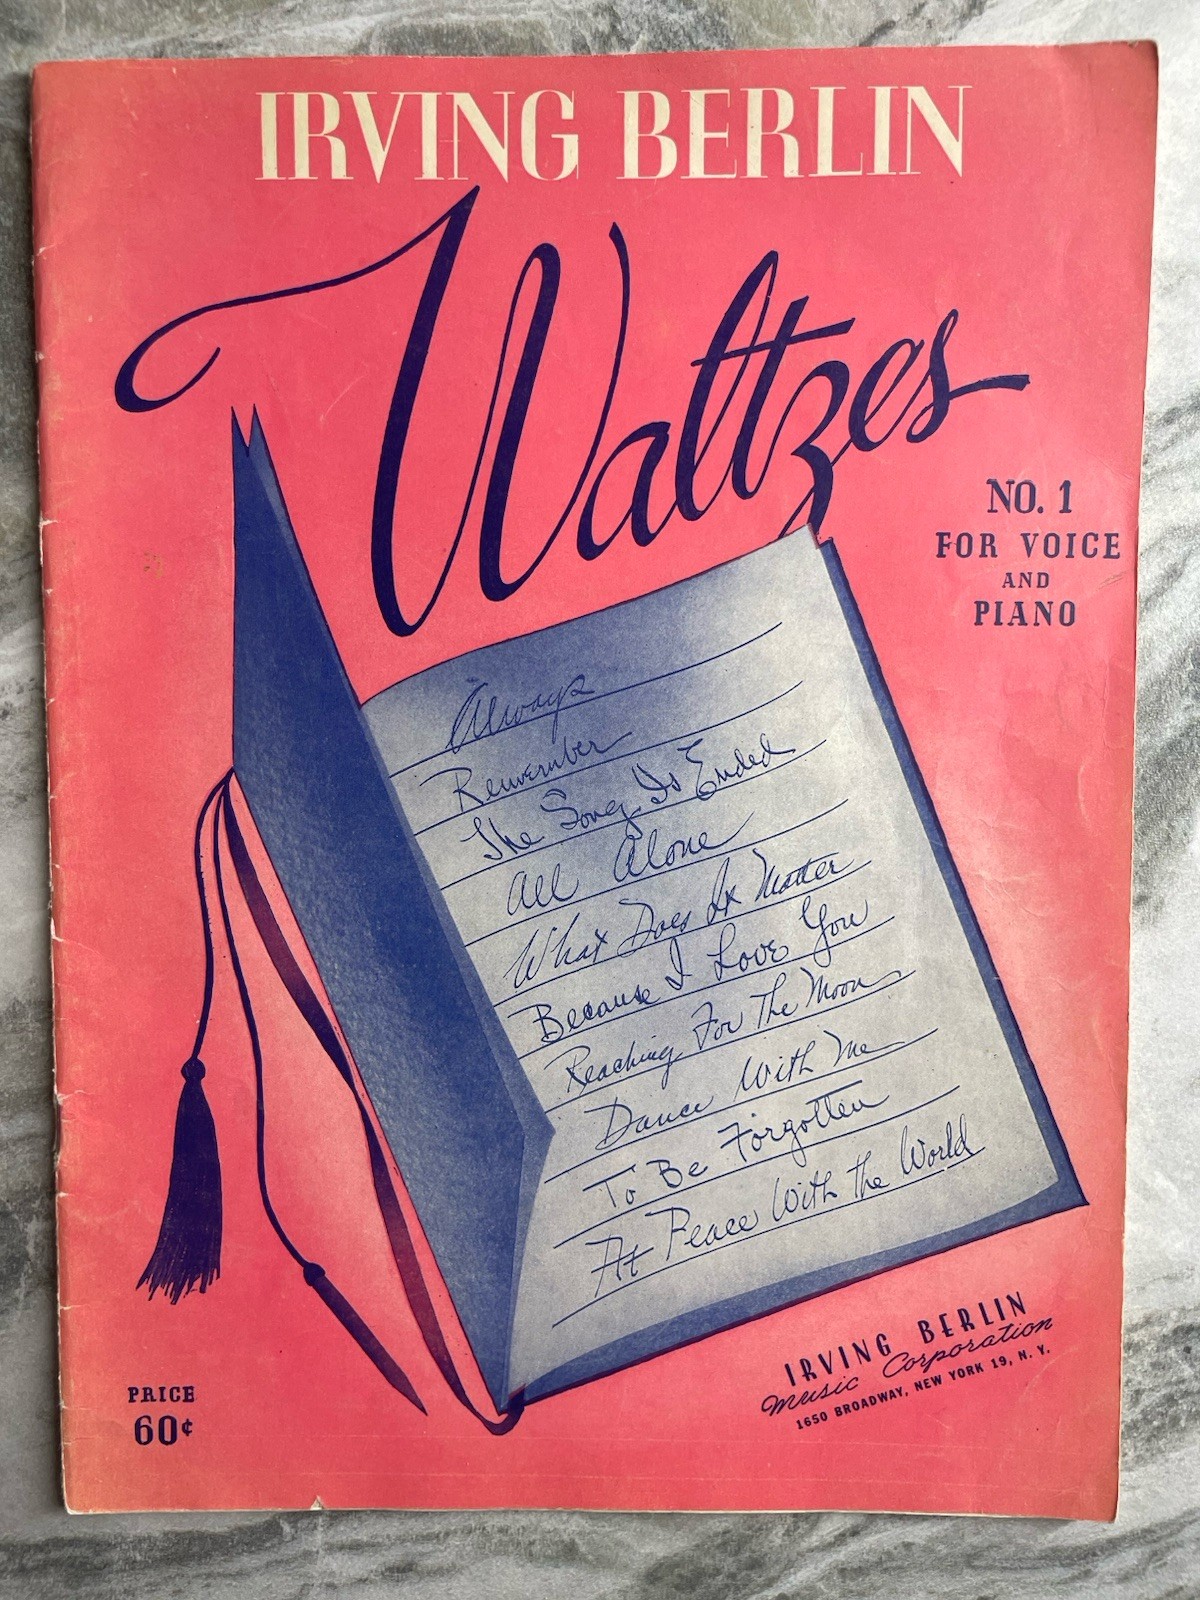 IRVING BERLIN
Waltzes
NO. 1
FOR VOICE
AND
PIANO
Always
Remember
The Song Is Ended
All Alone
What Does It Matter
Because I Love You
Reaching For The Moon
Dance With Me
To Be Forgotten
At Peace With The World
IRVING BERLIN
Music Corporation
1650 BROADWAY, NEW YORK 19, N. Y.
PRICE
60¢